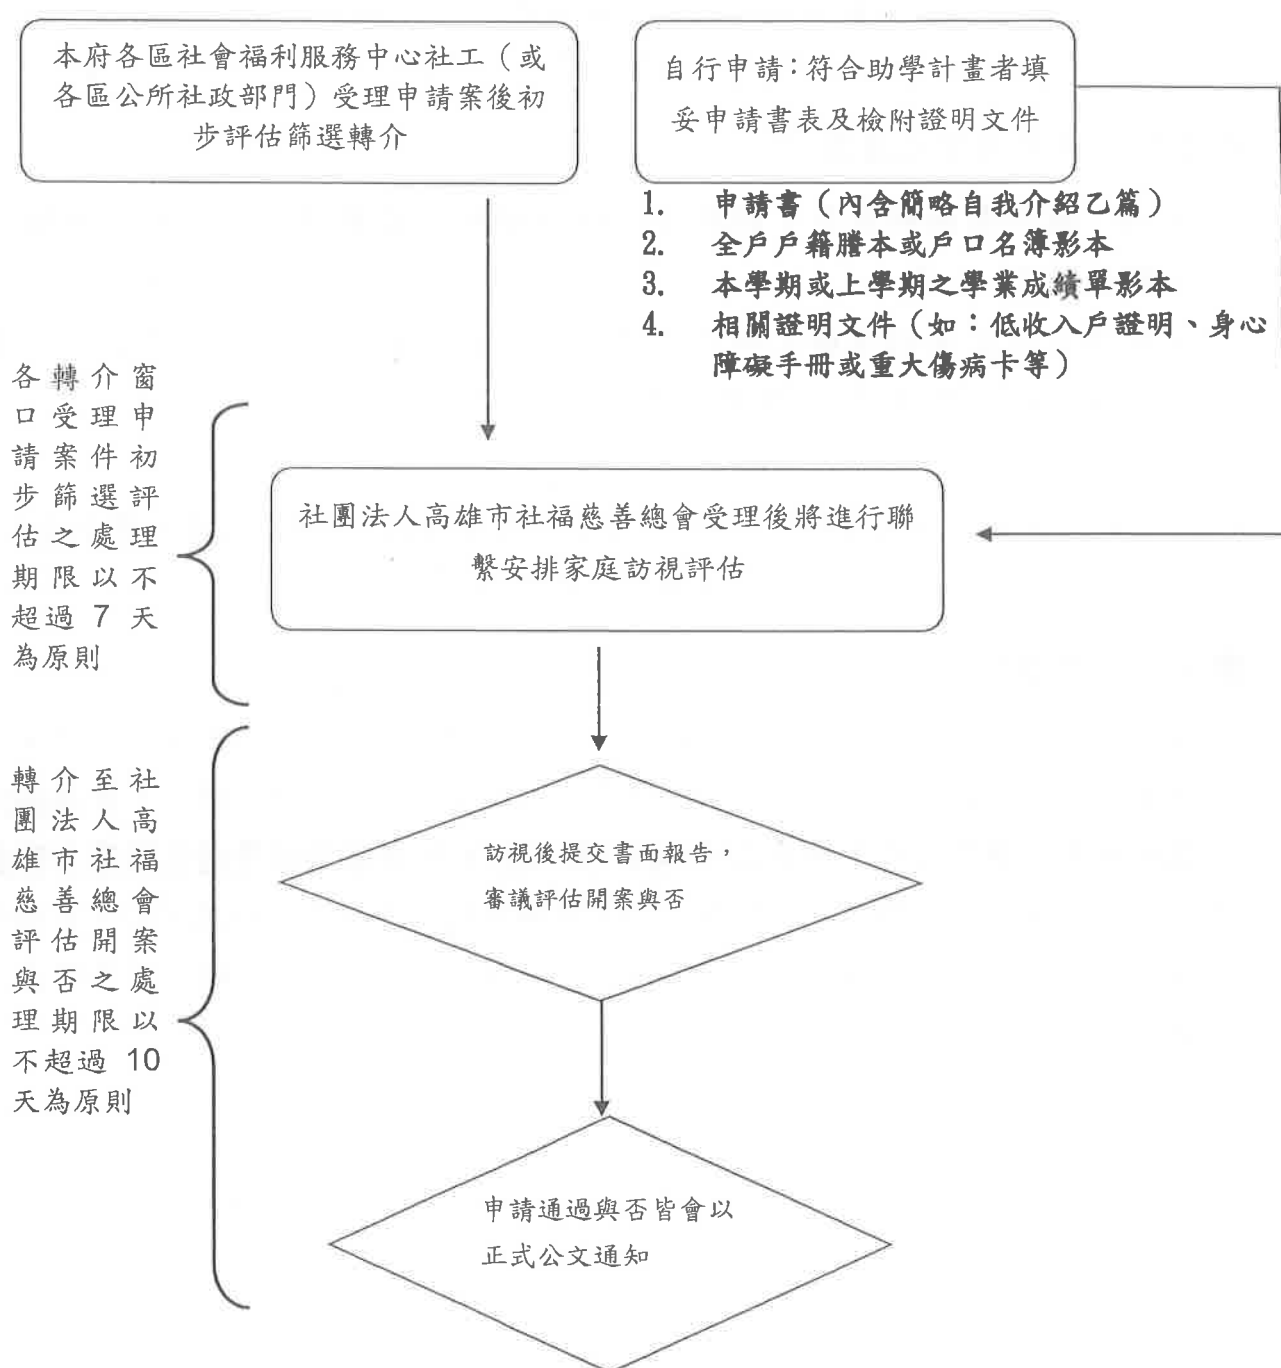 本府各區社會福利服務中心社工（或
各區公所社政部門）受理申請案後初
步評估篩選轉介
自行申請：符合助學計畫者填
妥申請書表及檢附證明文件
1. 申請書（內含簡略自我介紹乙篇）
2. 全戶戶籍謄本或戶口名簿影本
3. 本學期或上學期之學業成績單影本
4. 相關證明文件（如：低收入戶證明、身心
障礙手冊或重大傷病卡等）
各轉介窗
口受理申
請案件初
步篩選評
估之處理
期限以不
超過 7 天
為原則
社團法人高雄市社福慈善總會受理後將進行聯
繫安排家庭訪視評估
轉介至社
團法人高
雄市社福
慈善總會
評估開案
與否之處
理期限以
不超過 10
天為原則
訪視後提交書面報告，
審議評估開案與否
申請通過與否皆會以
正式公文通知